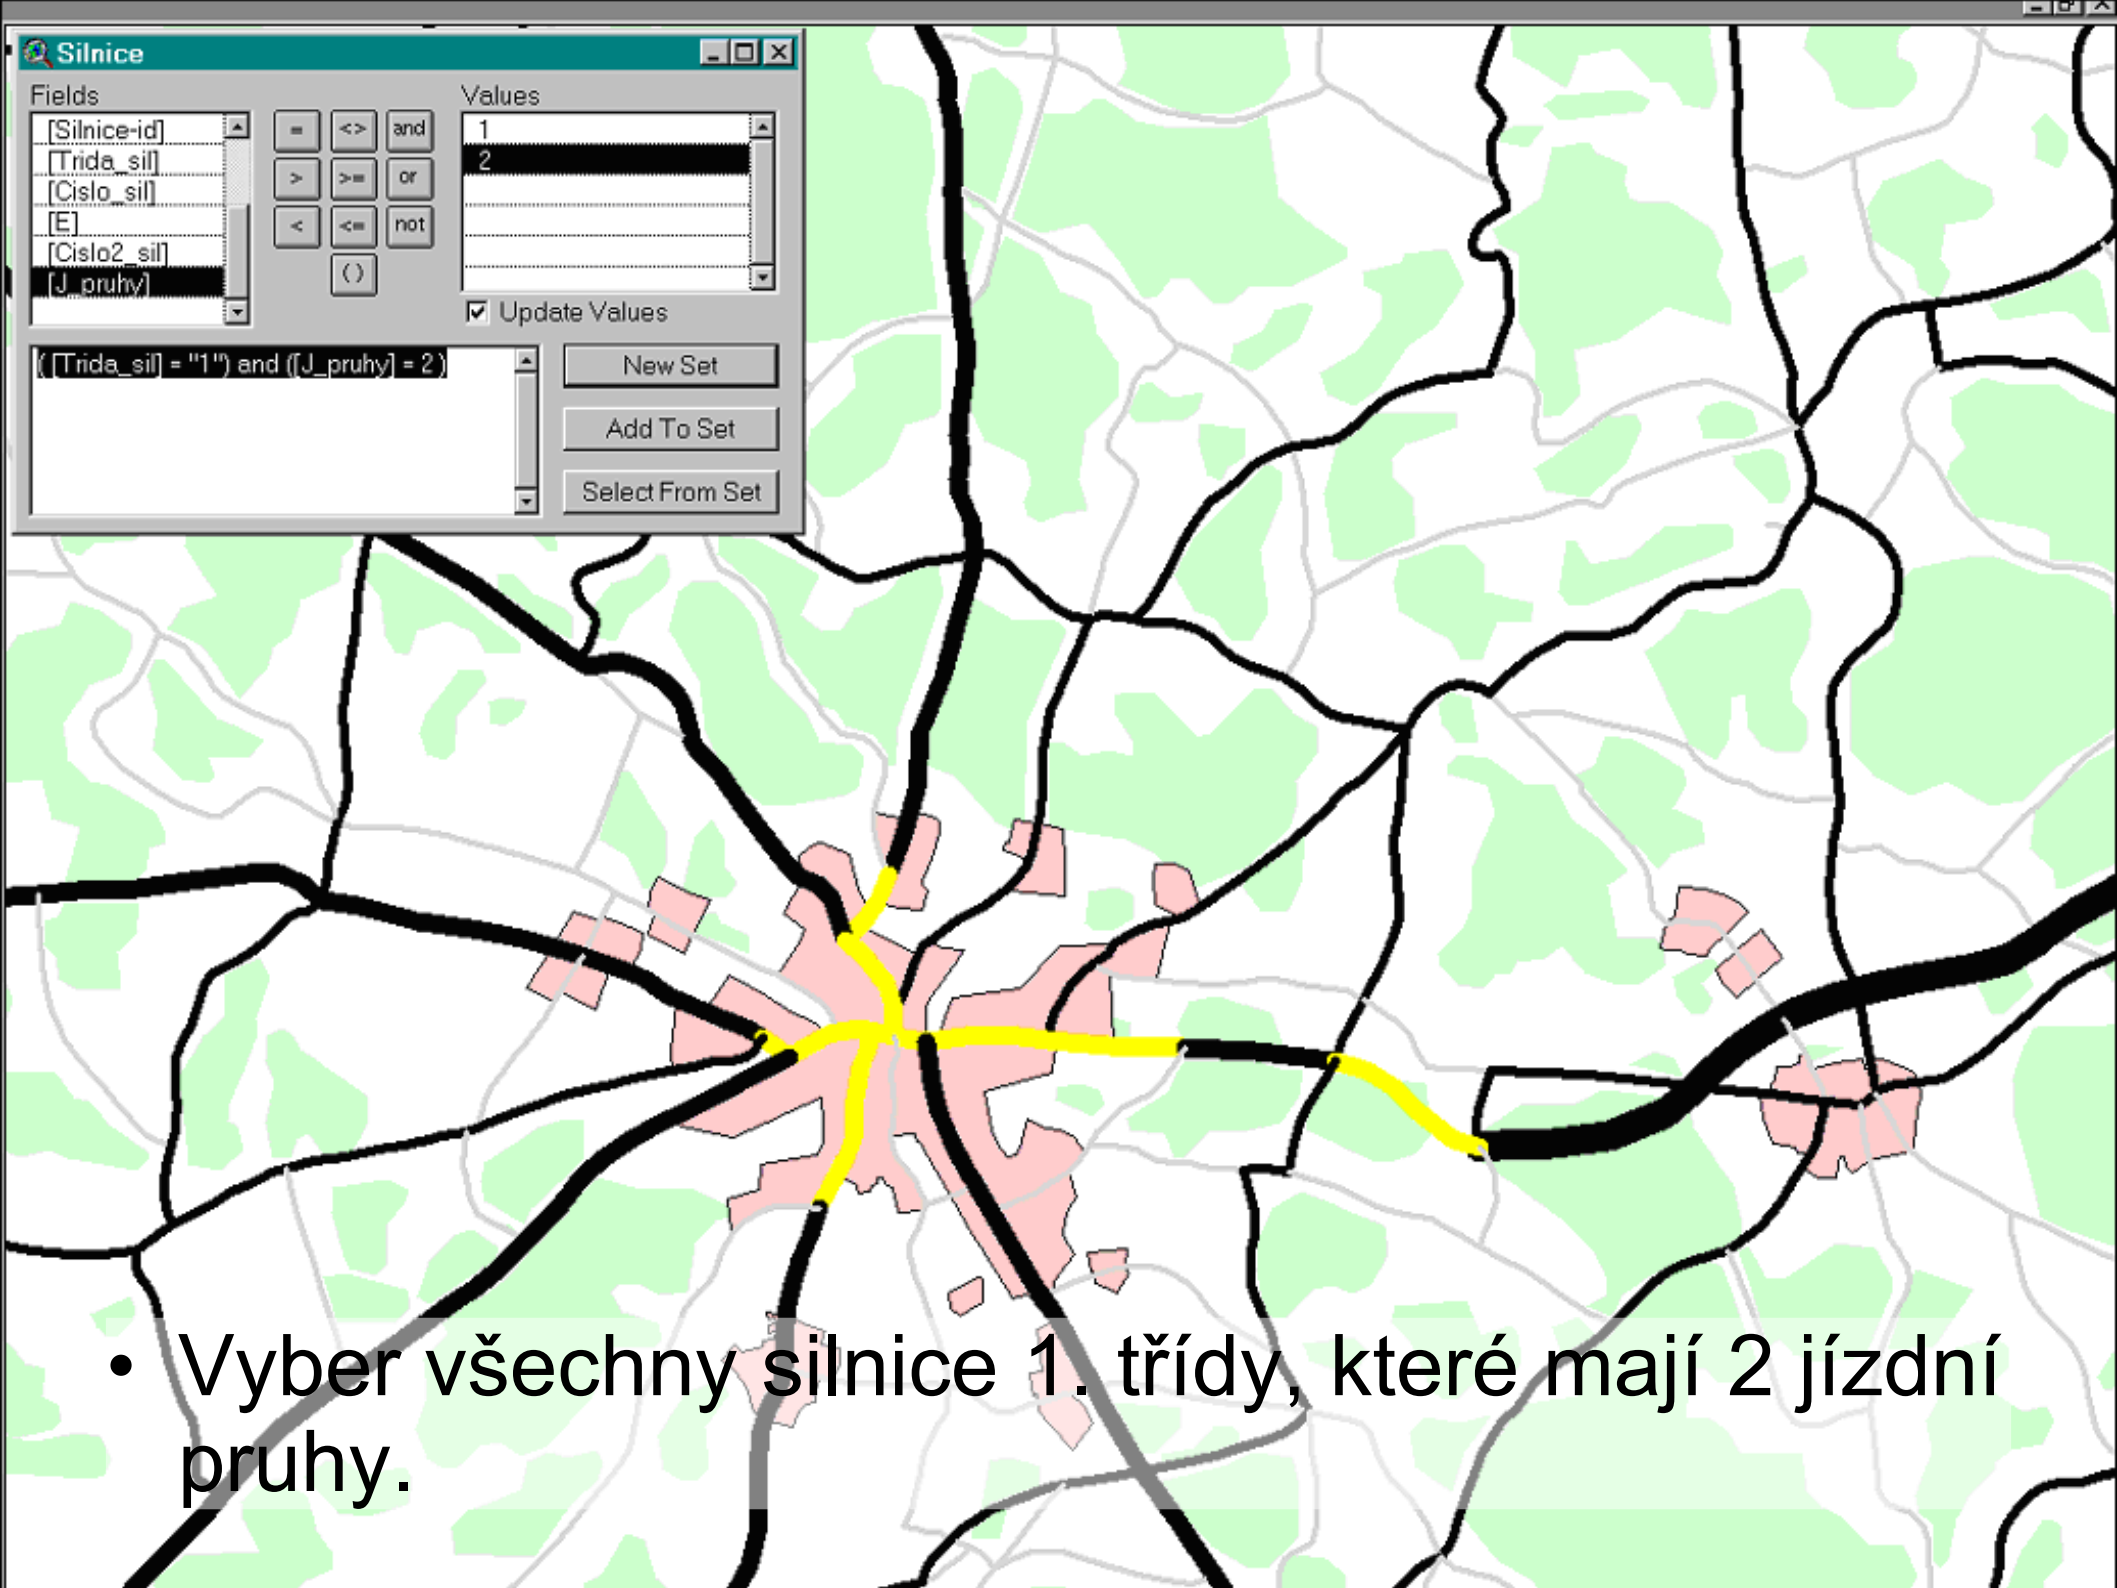 Silnice
Fields
Values
[Silnice-id]
[Trida_sil]
[Cislo_sil]
[E]
[Cislo2_sil]
[J_pruhy]
= <> and
> >= or
< <= not
()
1
2
Update Values
( [Trida_sil] = "1") and ([J_pruhy] = 2 )
New Set
Add To Set
Select From Set
• Vyber všechny silnice 1. třídy, které mají 2 jízdní
pruhy.